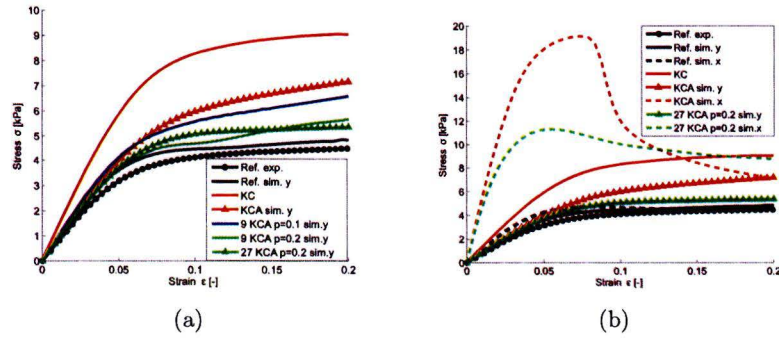 Stress σ [kPa]
10
9
8
7
6
5
4
3
2
1
0
0
0.05
0.1
0.15
0.2
Strain ε [-]
Ref. exp.
Ref. sim. y
KC
KCA sim. y
9 KCA p=0.1 sim.y
9 KCA p=0.2 sim.y
27 KCA p=0.2 sim.y
(a)
Stress σ [kPa]
20
18
16
14
12
10
8
6
4
2
0
0
0.05
0.1
0.15
0.2
Strain ε [-]
Ref. exp.
Ref. sim. y
Ref. sim. x
KC
KCA sim. y
KCA sim. x
27 KCA p=0.2 sim.y
27 KCA p=0.2 sim.x
(b)